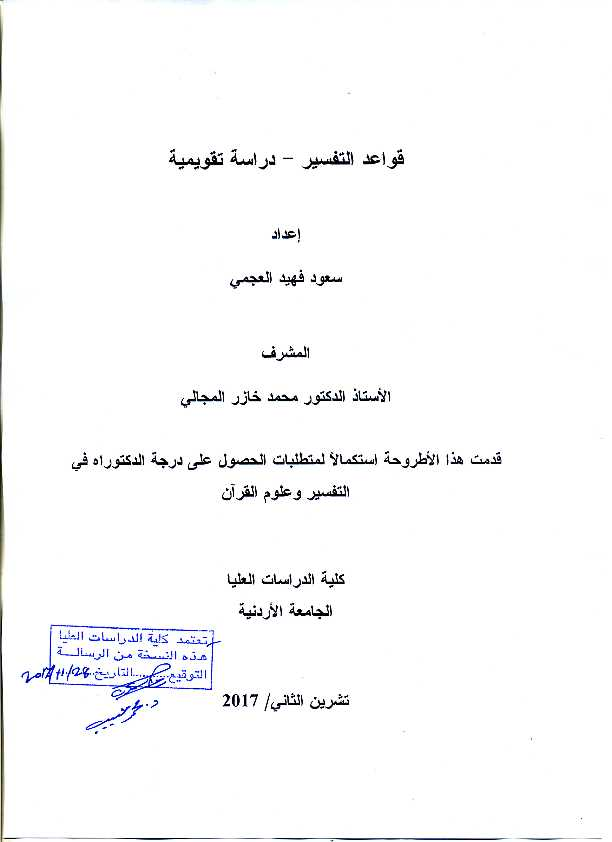 قواعد التفسير – دراسة تقويمية
إعداد
سعود فهيد العجمي
المشرف
الأستاذ الدكتور محمد خازر المجالي
قدمت هذا الأطروحة استكمالاً لمتطلبات الحصول على درجة الدكتوراه في
التفسير وعلوم القرآن
كلية الدراسات العليا
الجامعة الأردنية
تعتمد كلية الدراسات العليا
هذه النسخة من الرسالــة
التوقيع..........التاريخ. 2017/11/28
تشرين الثاني/ 2017